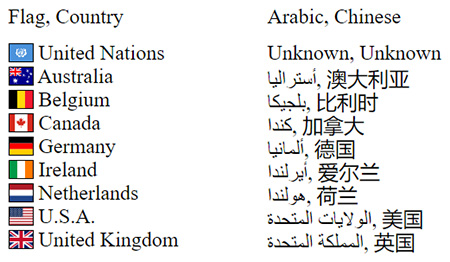 Flag, Country Arabic, Chinese
United Nations Unknown, Unknown
Australia أستراليا, 澳大利亚
Belgium بلجيكا, 比利时
Canada كندا, 加拿大
Germany ألمانيا, 德国
Ireland أيرلندا, 爱尔兰
Netherlands هولندا, 荷兰
U.S.A. الولايات المتحدة, 美国
United Kingdom المملكة المتحدة, 英国